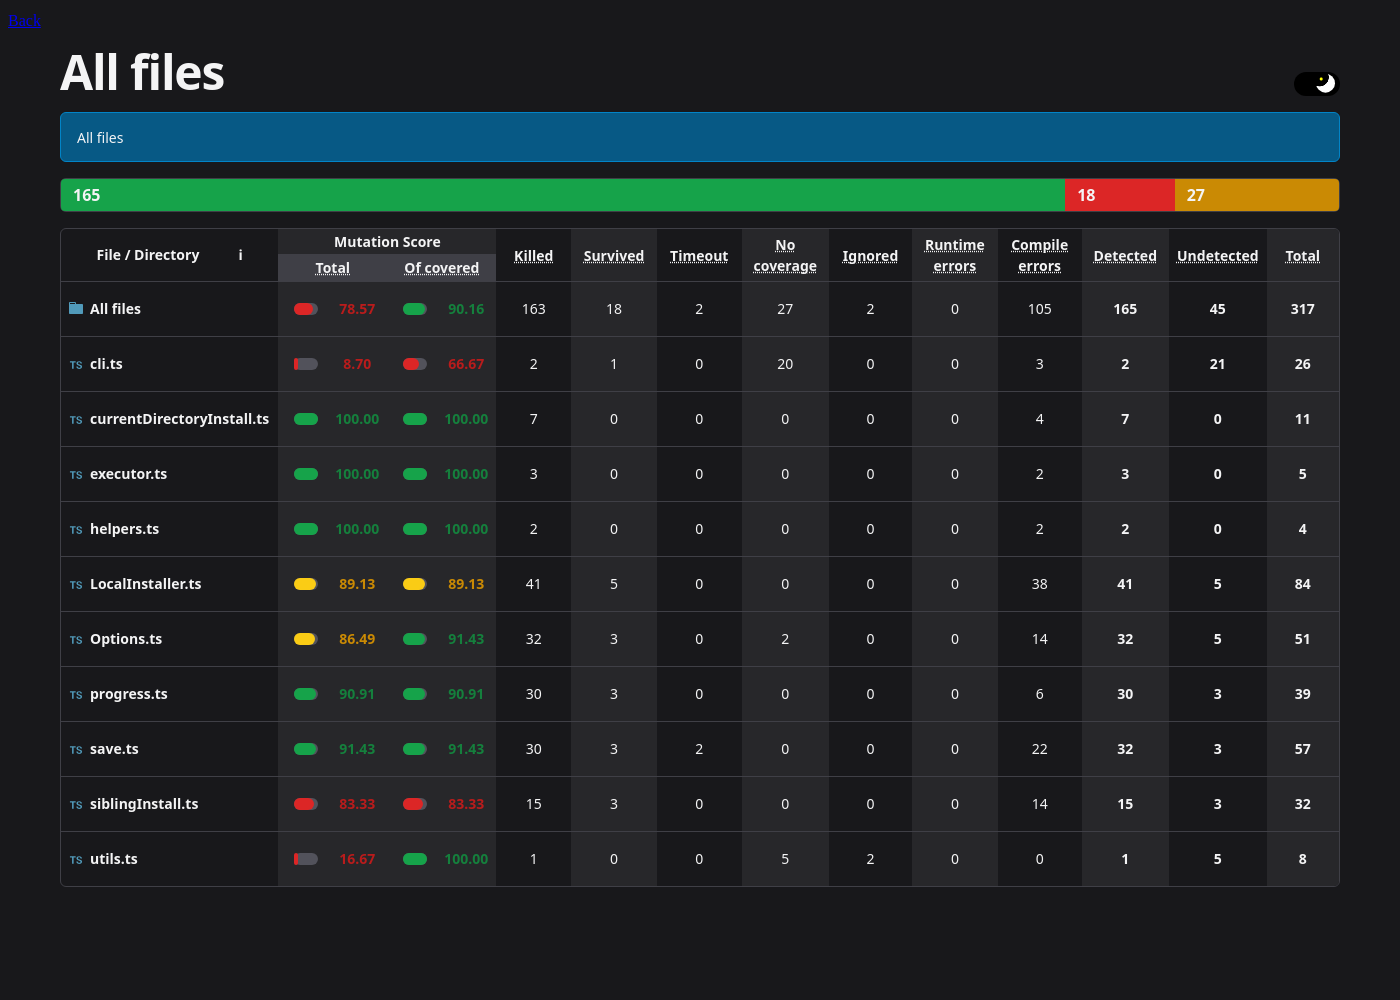 Back
All files
All files
165 18 27
File / Directory i Mutation Score Killed Survived Timeout No coverage Ignored Runtime errors Compile errors Detected Undetected Total
Total Of covered
All files 78.57 90.16 163 18 2 27 2 0 105 165 45 317
TS cli.ts 8.70 66.67 2 1 0 20 0 0 3 2 21 26
TS currentDirectoryInstall.ts 100.00 100.00 7 0 0 0 0 0 4 7 0 11
TS executor.ts 100.00 100.00 3 0 0 0 0 0 2 3 0 5
TS helpers.ts 100.00 100.00 2 0 0 0 0 0 2 2 0 4
TS LocalInstaller.ts 89.13 89.13 41 5 0 0 0 0 38 41 5 84
TS Options.ts 86.49 91.43 32 3 0 2 0 0 14 32 5 51
TS progress.ts 90.91 90.91 30 3 0 0 0 0 6 30 3 39
TS save.ts 91.43 91.43 30 3 2 0 0 0 22 32 3 57
TS siblingInstall.ts 83.33 83.33 15 3 0 0 0 0 14 15 3 32
TS utils.ts 16.67 100.00 1 0 0 5 2 0 0 1 5 8